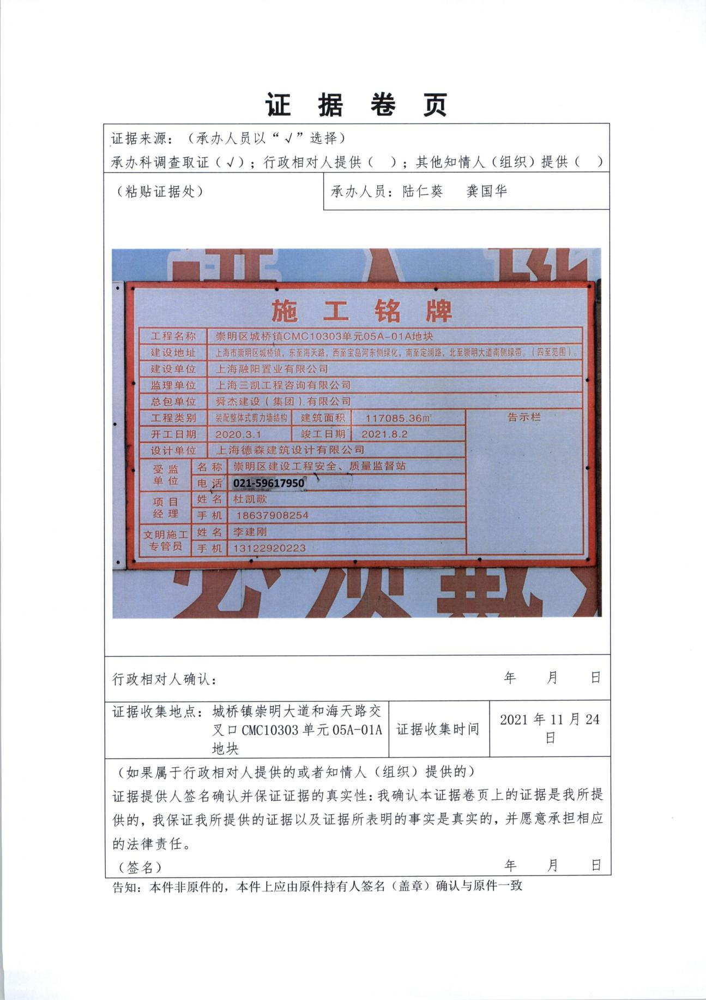 证据卷页
证据来源：（承办人员以“√”选择）
承办科调查取证（√）；行政相对人提供（ ）；其他知情人（组织）提供（ ）
（粘贴证据处）
承办人员：陆仁葵 龚国华
施工铭牌
工程名称 崇明区城桥镇CMC10303单元05A-01A地块
建设地址 上海市崇明区城桥镇，东至海天路，西至宝岛河东侧绿化，南至定澜路，北至崇明大道南侧绿带。（四至范围）。
建设单位 上海融阳置业有限公司
监理单位 上海三凯工程咨询有限公司
总包单位 舜杰建设（集团）有限公司
工程类别 装配整体式剪力墙结构 建筑面积 117085.36㎡ 告示栏
开工日期 2020.3.1 竣工日期 2021.8.2
设计单位 上海德森建筑设计有限公司
受监单位 名称 崇明区建设工程安全、质量监督站
电话 021-59617950
项目经理 姓名 杜凯歌
手机 18637908254
文明施工专管员 姓名 李建刚
手机 13122920223
必须戴
行政相对人确认： 年 月 日
证据收集地点：城桥镇崇明大道和海天路交
叉口CMC10303单元05A-01A
地块
证据收集时间
2021年11月24
日
（如果属于行政相对人提供的或者知情人（组织）提供的）
证据提供人签名确认并保证证据的真实性：我确认本证据卷页上的证据是我所提
供的，我保证我所提供的证据以及证据所表明的事实是真实的，并愿意承担相应
的法律责任。
（签名） 年 月 日
告知：本件非原件的，本件上应由原件持有人签名（盖章）确认与原件一致